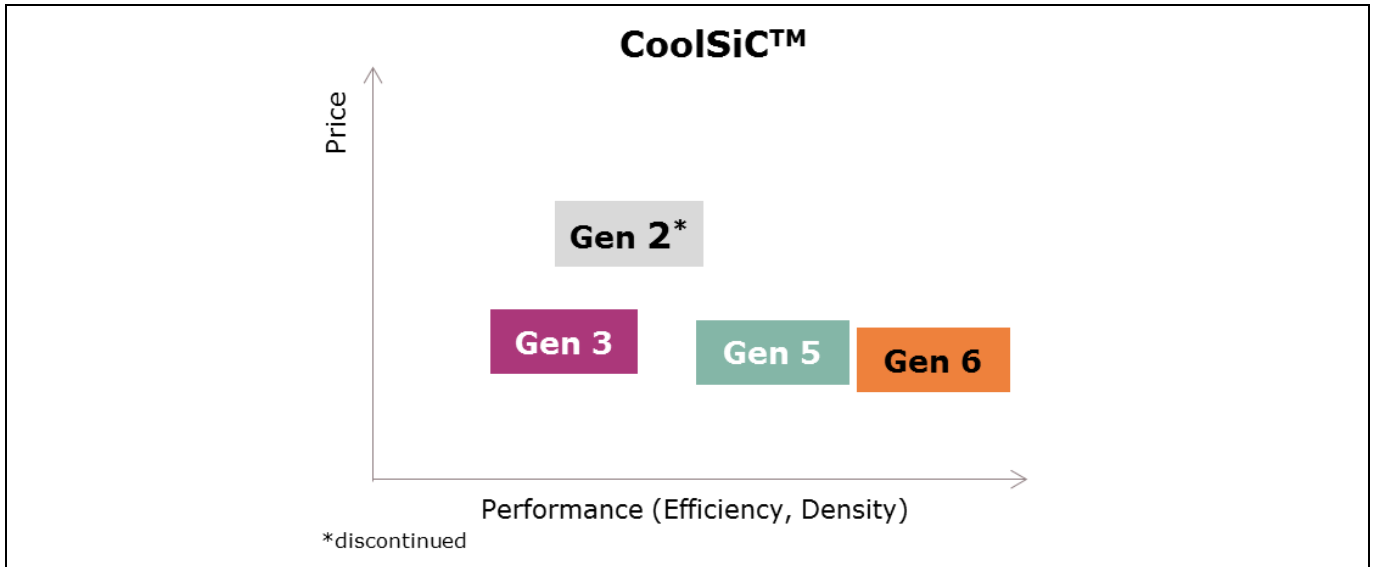 CoolSiC™
Price
Gen 2*
Gen 3
Gen 5
Gen 6
Performance (Efficiency, Density)
*discontinued